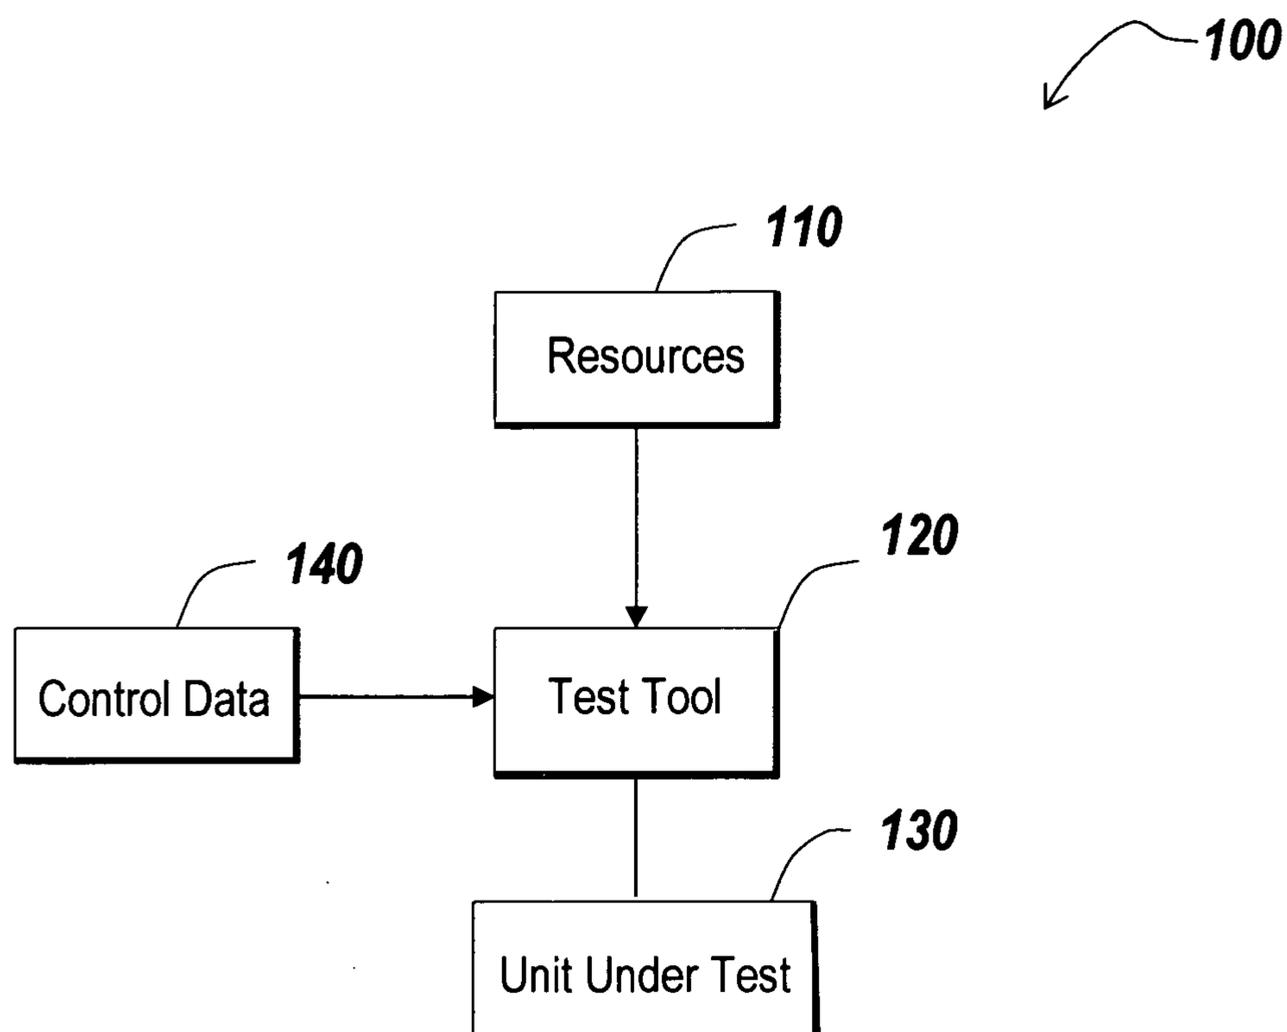 100
110
Resources
120
140
Control Data
Test Tool
130
Unit Under Test